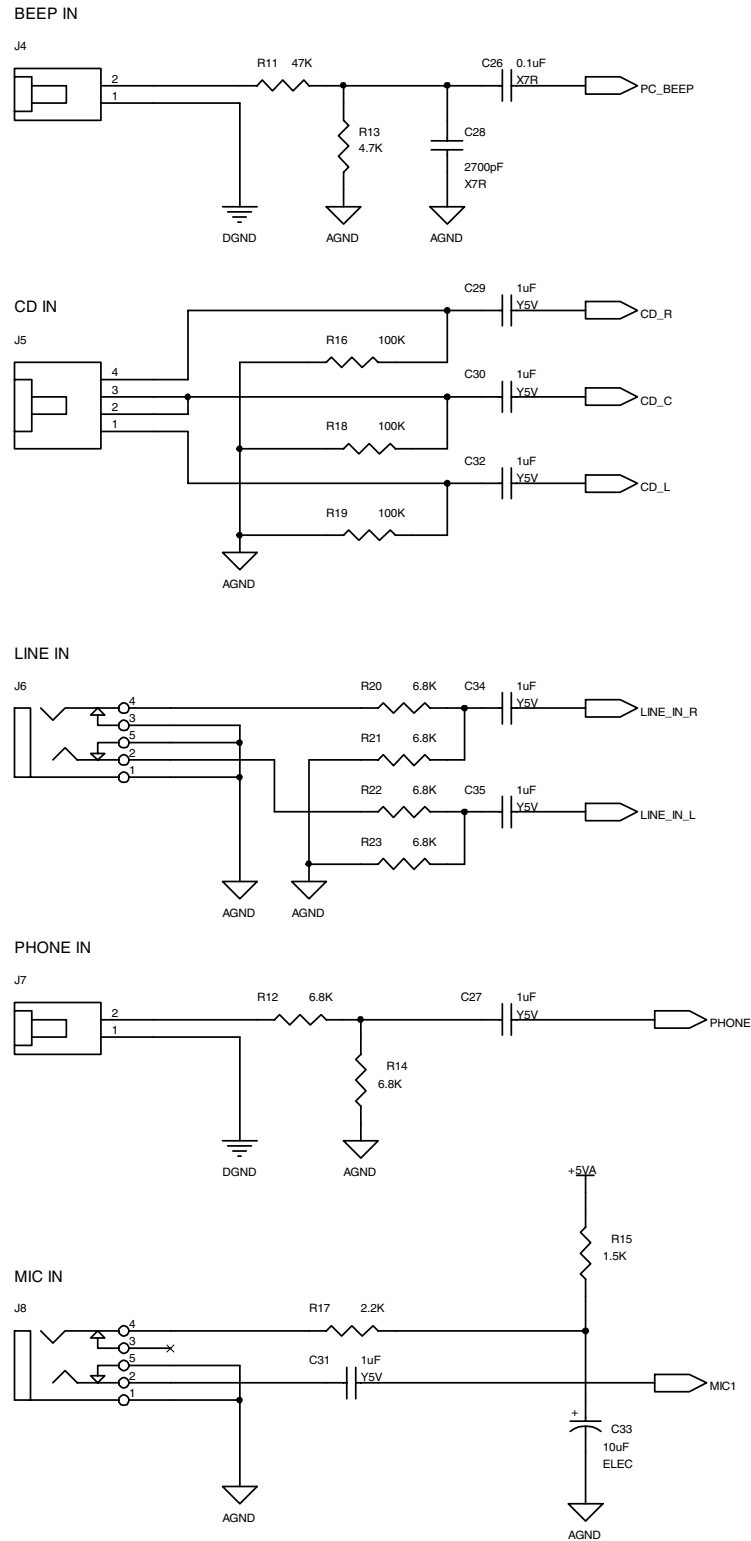 BEEP IN
J4
2
1
R11 47K
R13
4.7K
C26 0.1uF
X7R
C28
2700pF
X7R
PC_BEEP
DGND
AGND
AGND
CD IN
J5
4
3
2
1
C29 1uF
Y5V
CD_R
R16 100K
C30 1uF
Y5V
CD_C
R18 100K
C32 1uF
Y5V
CD_L
R19 100K
AGND
LINE IN
J6
4
3
5
2
1
R20 6.8K
C34 1uF
Y5V
LINE_IN_R
R21 6.8K
R22 6.8K
C35 1uF
Y5V
LINE_IN_L
R23 6.8K
AGND
AGND
PHONE IN
J7
2
1
R12 6.8K
C27 1uF
Y5V
PHONE
R14
6.8K
DGND
AGND
+5VA
R15
1.5K
MIC IN
J8
4
3
5
2
1
R17 2.2K
C31 1uF
Y5V
MIC1
+
C33
10uF
ELEC
AGND
AGND